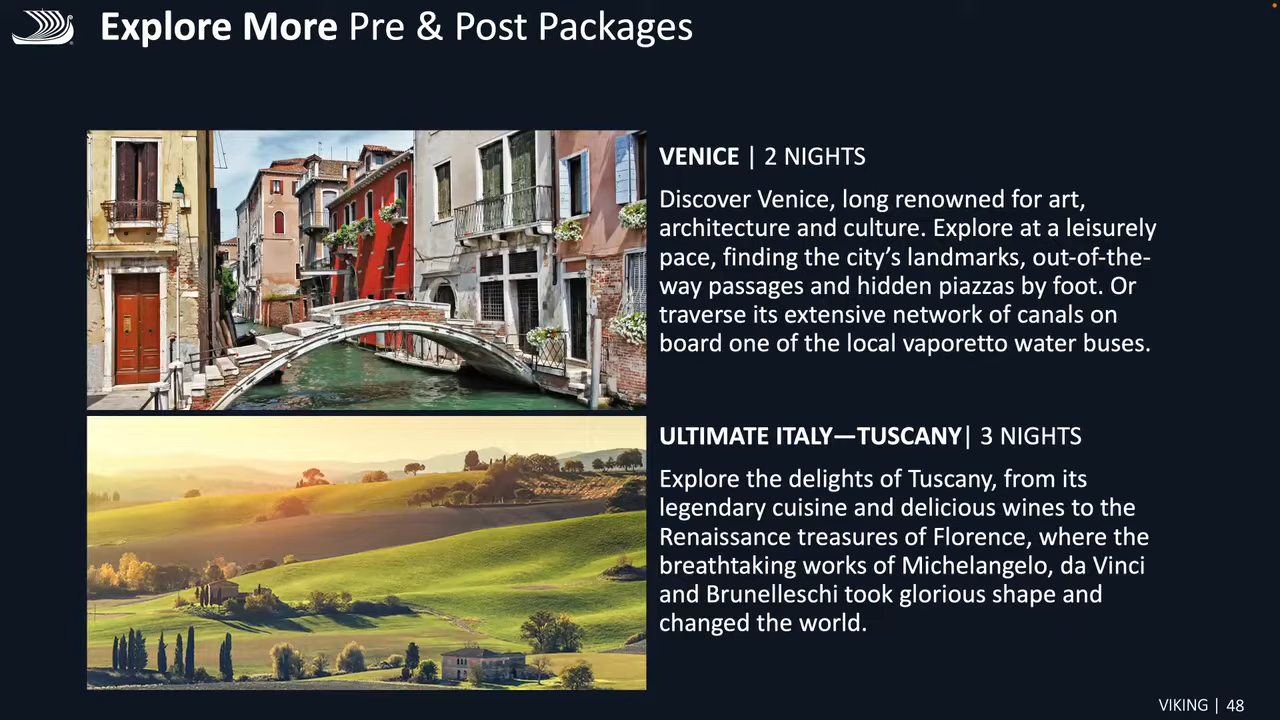 Explore More Pre & Post Packages
VENICE | 2 NIGHTS
Discover Venice, long renowned for art,
architecture and culture. Explore at a leisurely
pace, finding the city’s landmarks, out-of-the-
way passages and hidden piazzas by foot. Or
traverse its extensive network of canals on
board one of the local vaporetto water buses.
ULTIMATE ITALY—TUSCANY| 3 NIGHTS
Explore the delights of Tuscany, from its
legendary cuisine and delicious wines to the
Renaissance treasures of Florence, where the
breathtaking works of Michelangelo, da Vinci
and Brunelleschi took glorious shape and
changed the world.
VIKING | 48